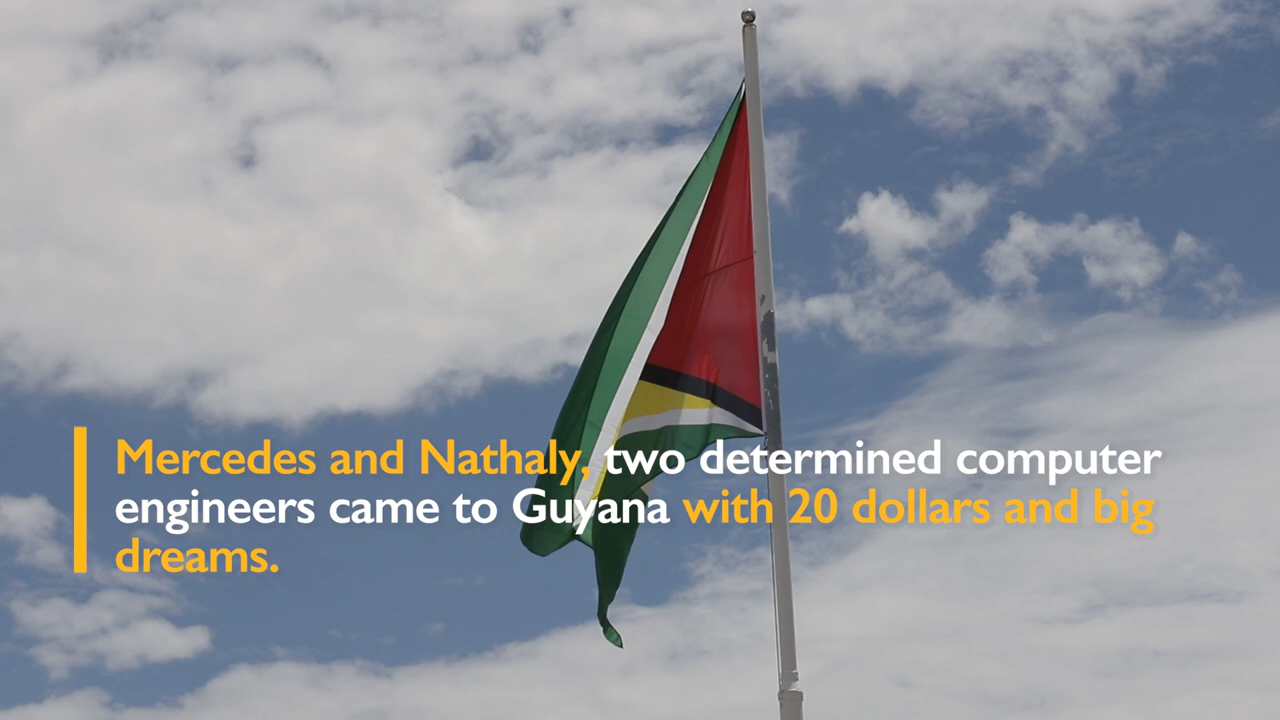 Mercedes and Nathaly, two determined computer
engineers came to Guyana with 20 dollars and big
dreams.